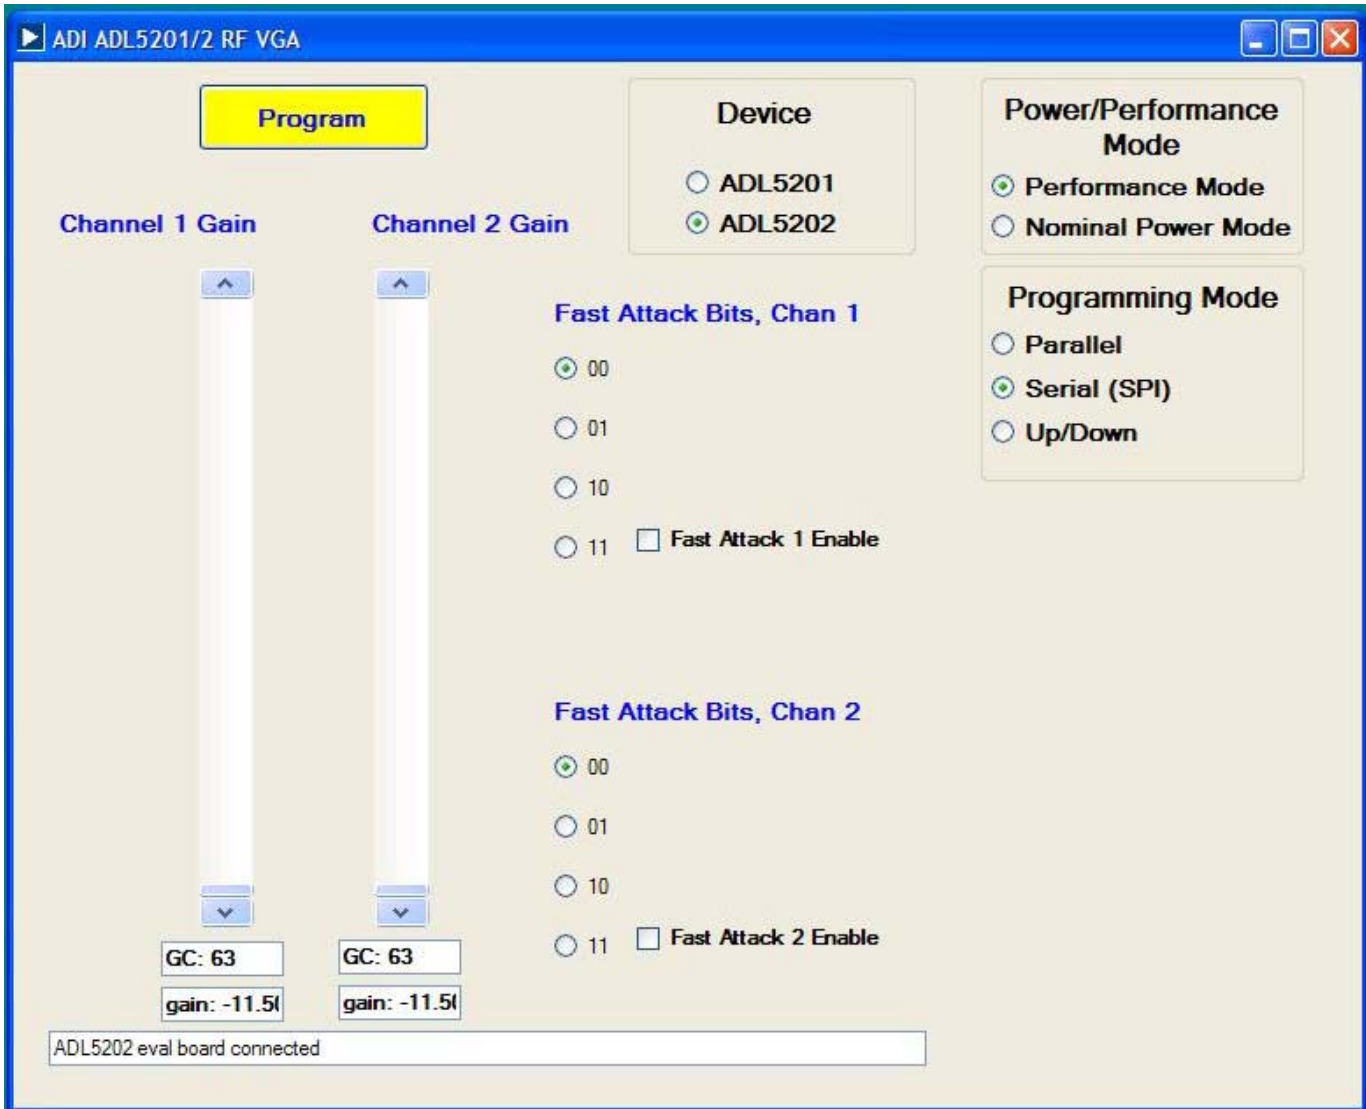 ADI ADL5201/2 RF VGA
Program
Device
ADL5201
ADL5202
Power/Performance
Mode
Performance Mode
Nominal Power Mode
Channel 1 Gain
Channel 2 Gain
Programming Mode
Parallel
Serial (SPI)
Up/Down
Fast Attack Bits, Chan 1
00
01
10
11
Fast Attack 1 Enable
Fast Attack Bits, Chan 2
00
01
10
11
Fast Attack 2 Enable
GC: 63
GC: 63
gain: -11.50
gain: -11.5
ADL5202 eval board connected